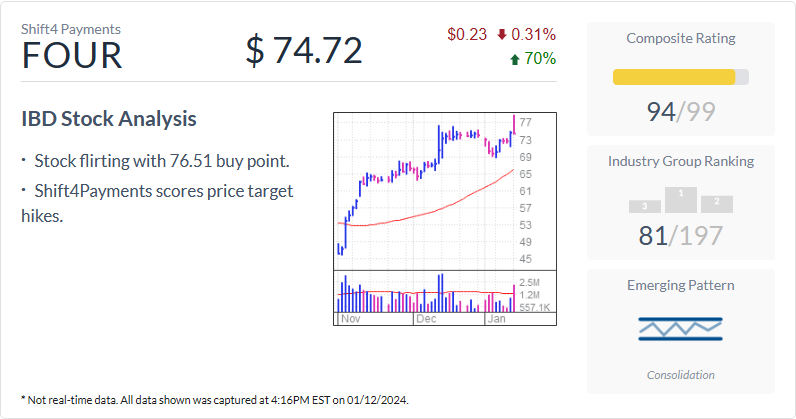 Shift4 Payments
FOUR
$ 74.72
$0.23 0.31%
70%
IBD Stock Analysis
· Stock flirting with 76.51 buy point.
· Shift4Payments scores price target
hikes.
77
73
69
65
61
57
53
49
45
2.5M
1.2M
557.1K
Nov
Dec
Jan
Composite Rating
94/99
Industry Group Ranking
3
1
2
81/197
Emerging Pattern
Consolidation
* Not real-time data. All data shown was captured at 4:16PM EST on 01/12/2024.